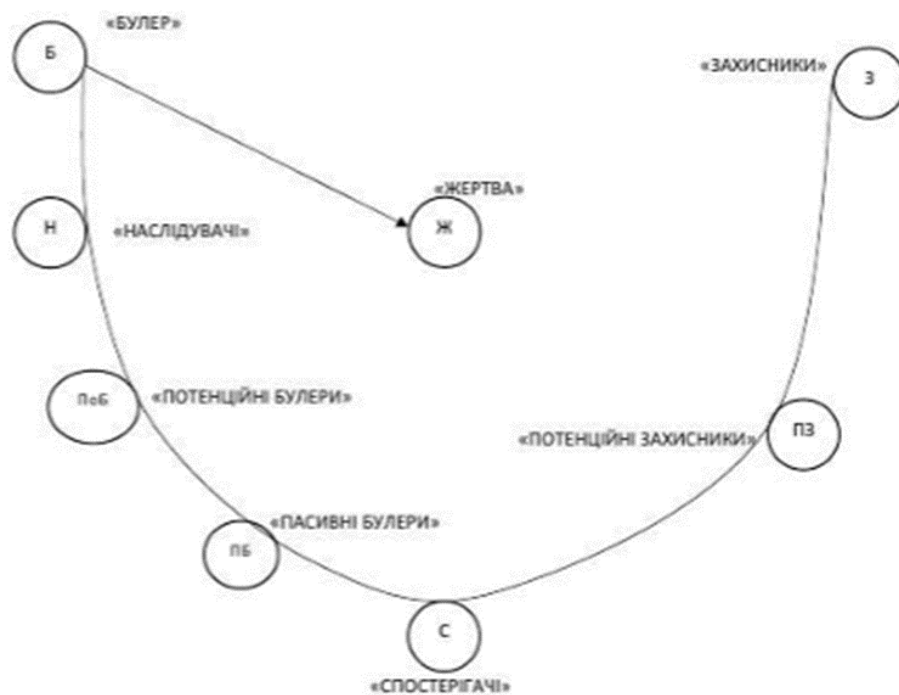 «БУЛЕР»
Б
«ЗАХИСНИКИ»
З
«ЖЕРТВА»
Ж
Н
«НАСЛІДУВАЧІ»
ПоБ
«ПОТЕНЦІЙНІ БУЛЕРИ»
«ПОТЕНЦІЙНІ ЗАХИСНИКИ»
ПЗ
«ПАСИВНІ БУЛЕРИ»
ПБ
С
«СПОСТЕРІГАЧІ»